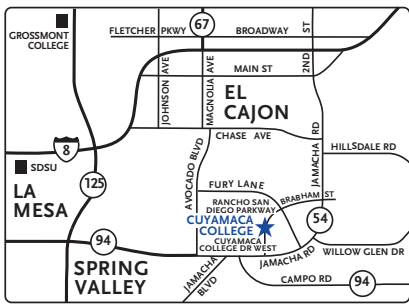 GROSSMONT
COLLEGE
FLETCHER PKWY
67
BROADWAY
2ND ST
MAIN ST
JOHNSON AVE
MAGNOLIA AVE
EL
CAJON
CHASE AVE
8
SDSU
LA
MESA
125
AVOCADO BLVD
JAMACHA RD
HILLSDALE RD
FURY LANE
RANCHO SAN
DIEGO PARKWAY
BRABHAM ST
CUYAMACA
COLLEGE
CUYAMACA
COLLEGE DR WEST
54
94
SPRING
VALLEY
JAMACHA
BLVD
JAMACHA RD
WILLOW GLEN DR
CAMPO RD
94